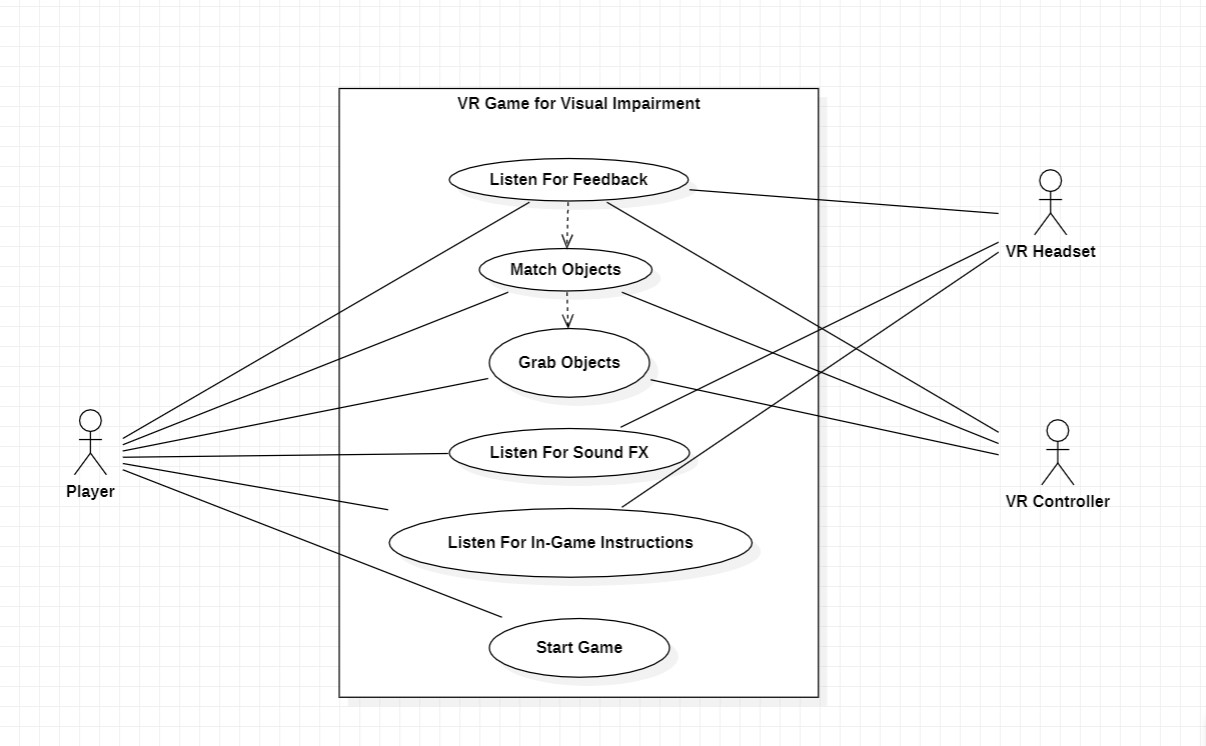 VR Game for Visual Impairment
Listen For Feedback
VR Headset
Match Objects
Grab Objects
Listen For Sound FX
Player
VR Controller
Listen For In-Game Instructions
Start Game